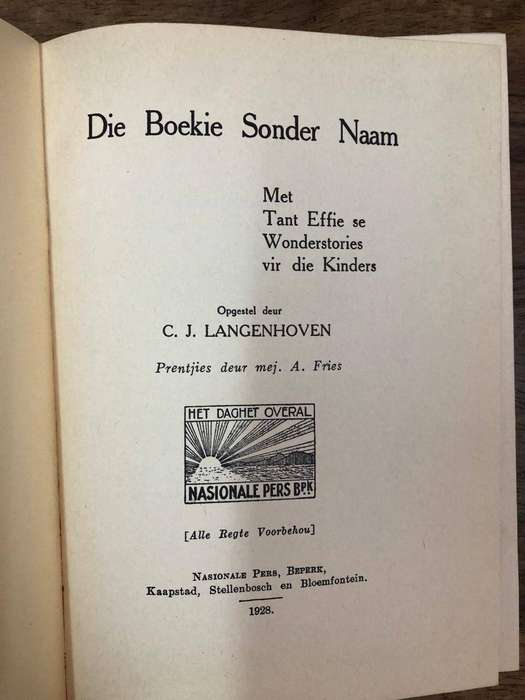 Die Boekie Sonder Naam
Met
Tant Effie se
Wonderstories
vir die Kinders
Opgestel deur
C. J. LANGENHOVEN
Prentjies deur mej. A. Fries
HET DAGHET OVERAL
NASIONALE PERS BPK
[Alle Regte Voorbehou]
NASIONALE PERS, BEPERK,
Kaapstad, Stellenbosch en Bloemfontein.
1928.